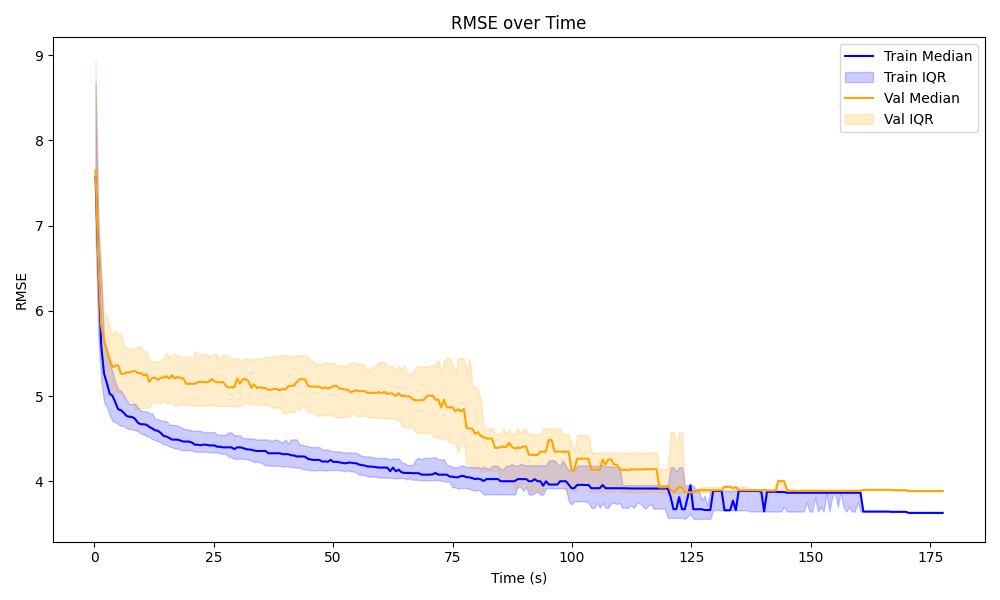 RMSE over Time
RMSE
9
8
7
6
5
4
Train Median
Train IQR
Val Median
Val IQR
0
25
50
75
100
125
150
175
Time (s)